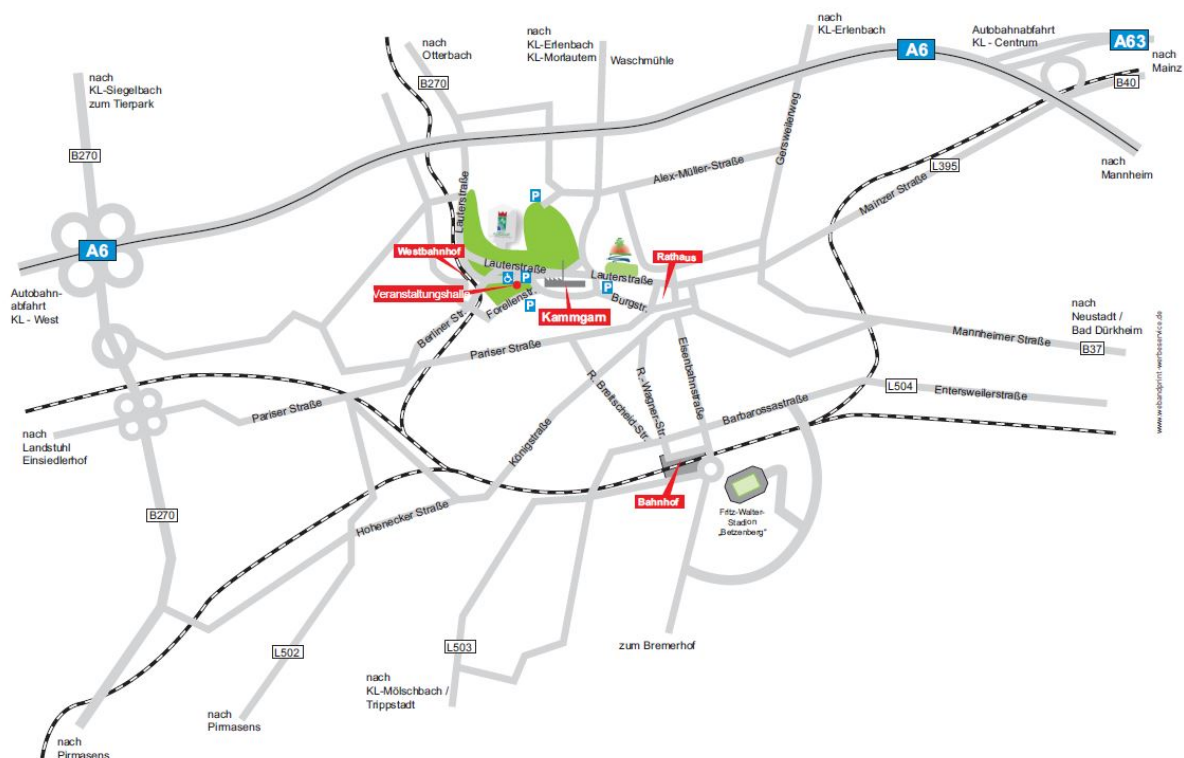 nach
KL-Siegelbach
zum Tierpark
B270
nach
Otterbach
B270
nach
KL-Erlenbach
KL-Morlautern
Waschmühle
nach
KL-Erlenbach
A6
Autobahnabfahrt
KL - Centrum
A63
nach
Mainz
B40
nach
Mannheim
Gersweilerweg
Alex-Müller-Straße
L395
Mainzer Straße
Lauterstraße
P
A6
Autobahn-
abfahrt
KL - West
Westbahnhof
Lauterstraße
P
Veranstaltungshalle
Forellenstr.
P
Kammgarn
Lauterstraße
P
Burgstr.
Rathaus
Berliner Str.
Pariser Straße
nach
Neustadt /
Bad Dürkheim
Mannheimer Straße
B37
www.webandprint-werbeservice.de
Eisenbahnstraße
R.-Wagner-Str.
R. Breitscheid-Str.
L504
Entersweilerstraße
Barbarossastraße
Pariser Straße
nach
Landstuhl
Einsiedlerhof
Königstraße
Bahnhof
Fritz-Walter-
Stadion
„Betzenberg"
B270
Hohenecker Straße
L502
L503
zum Bremerhof
nach
KL-Mölschbach /
Trippstadt
nach
Pirmasens
nach
Pirmasens